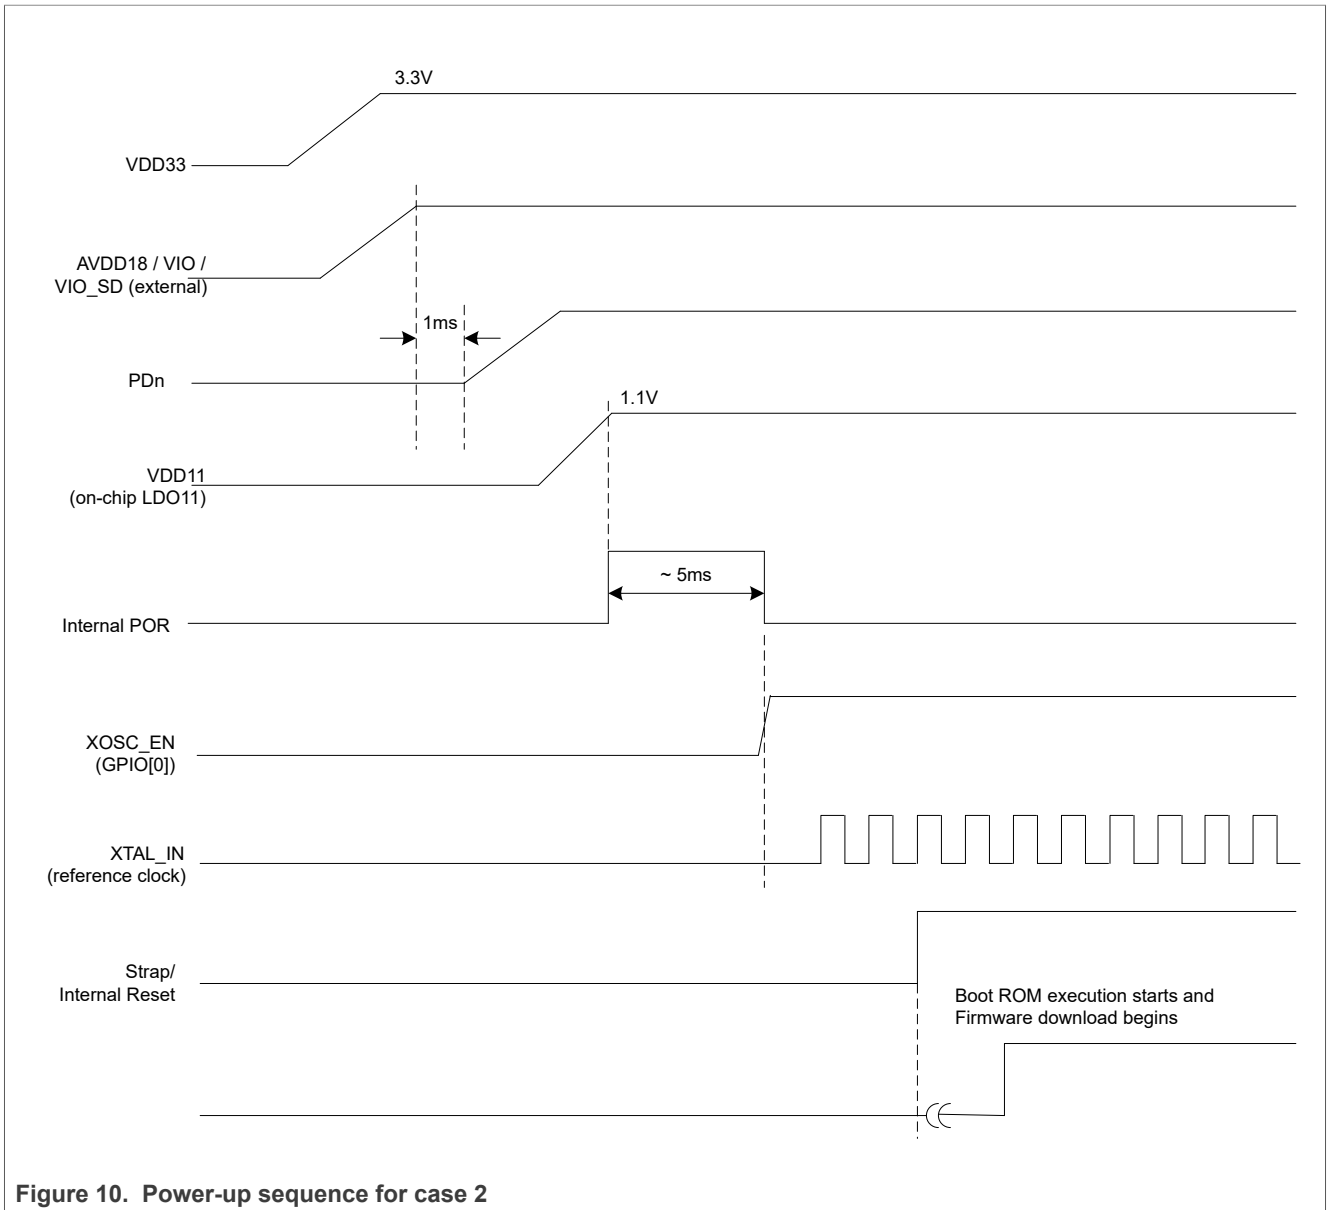 3.3V
VDD33
AVDD18 / VIO /
VIO_SD (external)
1ms
PDn
1.1V
VDD11
(on-chip LDO11)
~ 5ms
Internal POR
XOSC_EN
(GPIO[0])
XTAL_IN
(reference clock)
Strap/
Internal Reset
Boot ROM execution starts and
Firmware download begins
Figure 10. Power-up sequence for case 2